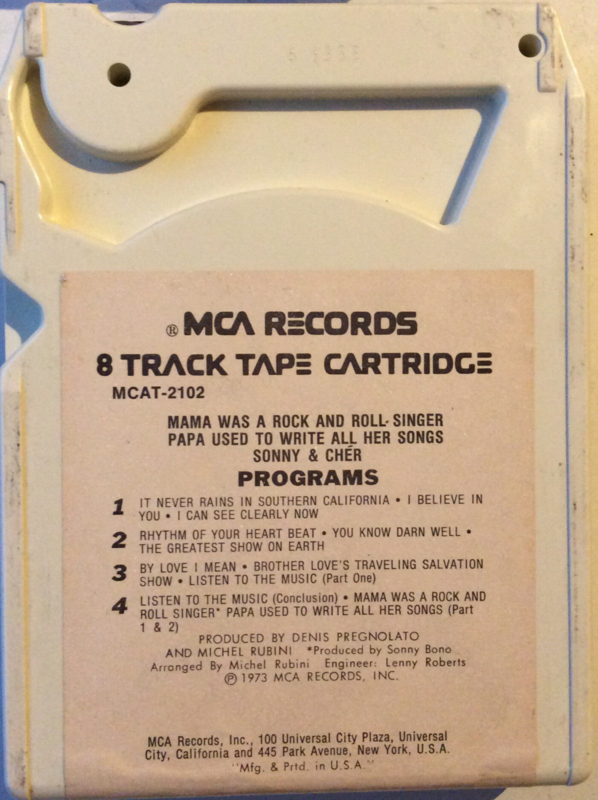 ® MCA RECORDS
8 TRACK TAPE CARTRIDGE
MCAT-2102
MAMA WAS A ROCK AND ROLL SINGER
PAPA USED TO WRITE ALL HER SONGS
SONNY & CHÉR
PROGRAMS
1 IT NEVER RAINS IN SOUTHERN CALIFORNIA • I BELIEVE IN
YOU • I CAN SEE CLEARLY NOW
2 RHYTHM OF YOUR HEART BEAT • YOU KNOW DARN WELL •
THE GREATEST SHOW ON EARTH
3 BY LOVE I MEAN • BROTHER LOVE'S TRAVELING SALVATION
SHOW • LISTEN TO THE MUSIC (Part One)
4 LISTEN TO THE MUSIC (Conclusion) • MAMA WAS A ROCK AND
ROLL SINGER* PAPA USED TO WRITE ALL HER SONGS (Part
1 & 2)
PRODUCED BY DENIS PREGNOLATO
AND MICHEL RUBINI *Produced by Sonny Bono
Arranged By Michel Rubini Engineer: Lenny Roberts
℗ 1973 MCA RECORDS, INC.
MCA Records, Inc., 100 Universal City Plaza, Universal
City, California and 445 Park Avenue, New York, U.S.A.
"Mfg. & Prtd. in U.S.A."